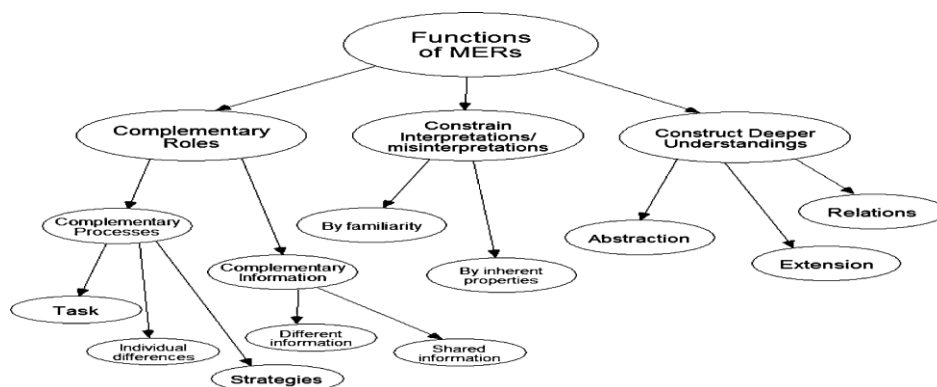 Functions
of MERs
Complementary
Roles
Constrain
Interpretations/
misinterpretations
Construct Deeper
Understandings
Complementary
Processes
By familiarity
Abstraction
Relations
Complementary
Information
By inherent
properties
Extension
Task
Individual
differences
Strategies
Different
information
Shared
information